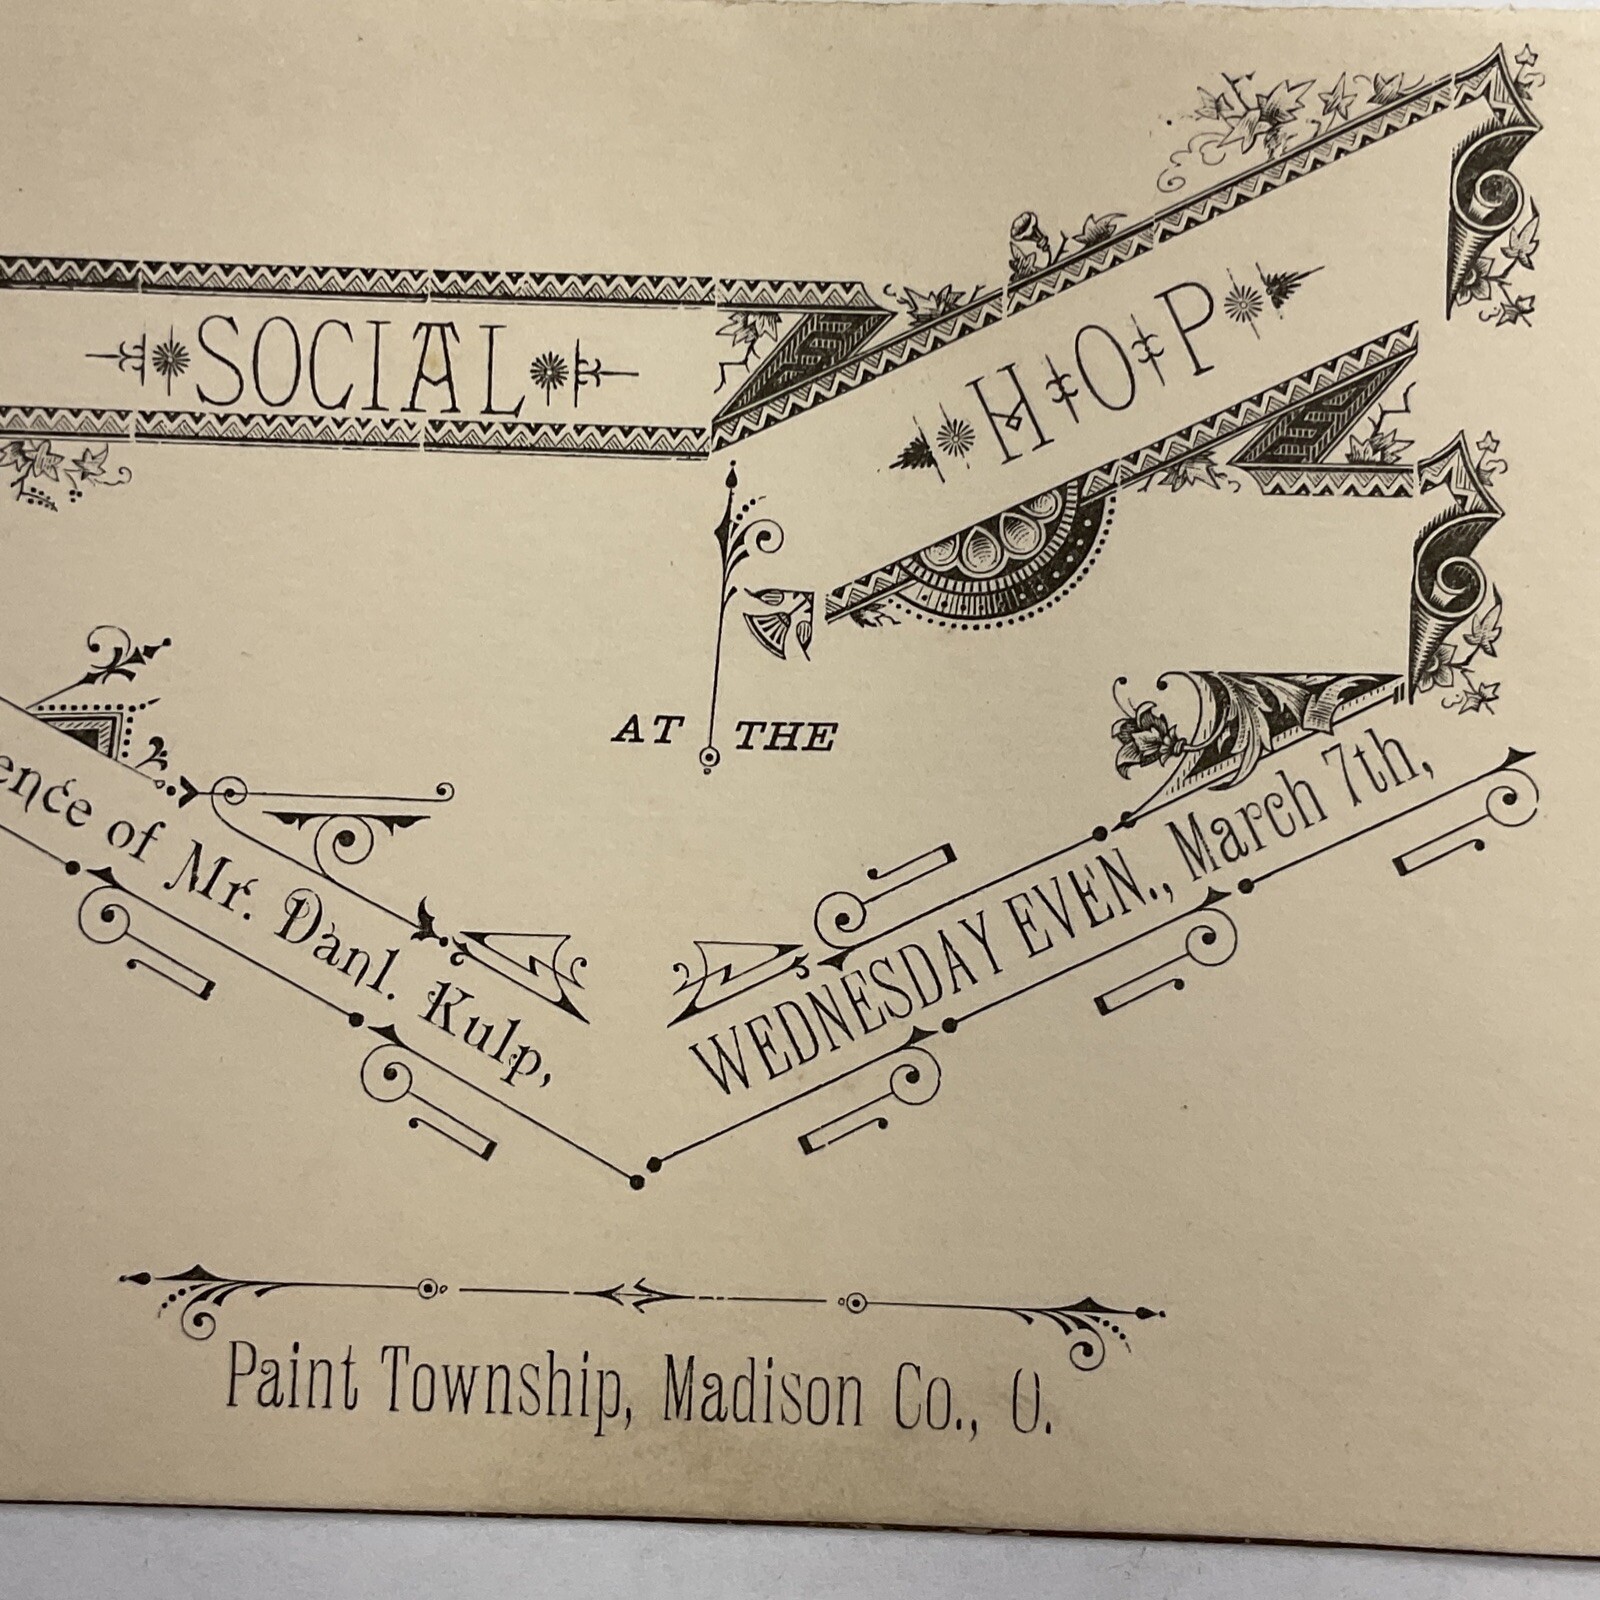 SOCIAL
HOP
AT THE
ence of Mr. Danl. Kulp,
WEDNESDAY EVEN., March 7th,
Paint Township, Madison Co., O.